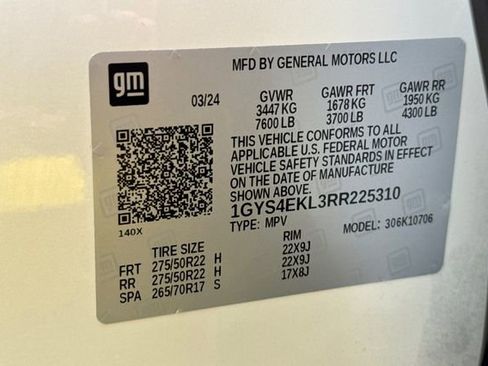 gm
MFD BY GENERAL MOTORS LLC
03/24 GVWR GAWR FRT GAWR RR
3447 KG 1678 KG 1950 KG
7600 LB 3700 LB 4300 LB
THIS VEHICLE CONFORMS TO ALL
APPLICABLE U.S. FEDERAL MOTOR
VEHICLE SAFETY STANDARDS IN EFFECT
ON THE DATE OF MANUFACTURE
SHOWN ABOVE.
1GYS4EKL3RR225310
140X
TYPE: MPV MODEL: 306K10706
TIRE SIZE RIM
FRT 275/50R22 H 22X9J
RR 275/50R22 H 22X9J
SPA 265/70R17 S 17X8J